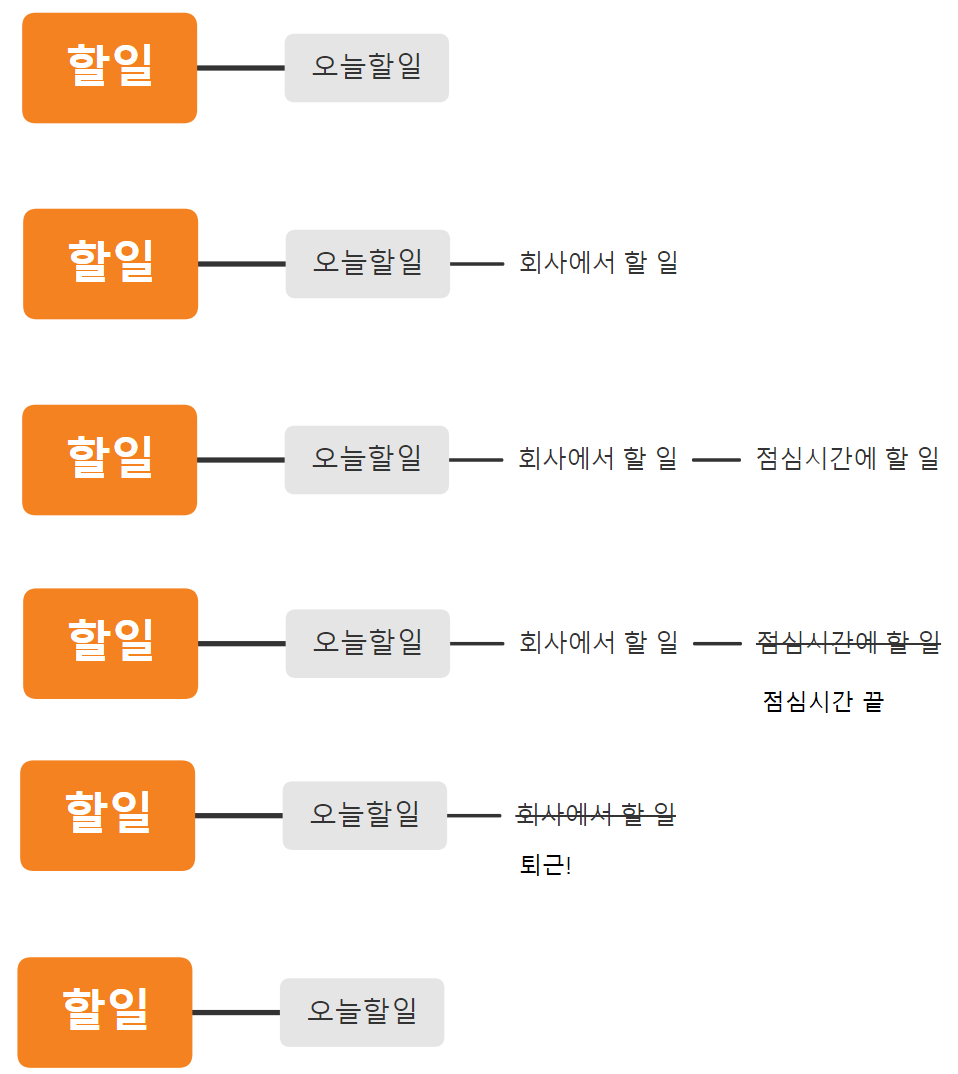 할일 오늘할일
할일 오늘할일 회사에서 할 일
할일 오늘할일 회사에서 할 일 점심시간에 할 일
할일 오늘할일 회사에서 할 일 점심시간에 할 일
점심시간 끝
할일 오늘할일 회사에서 할 일
퇴근!
할일 오늘할일